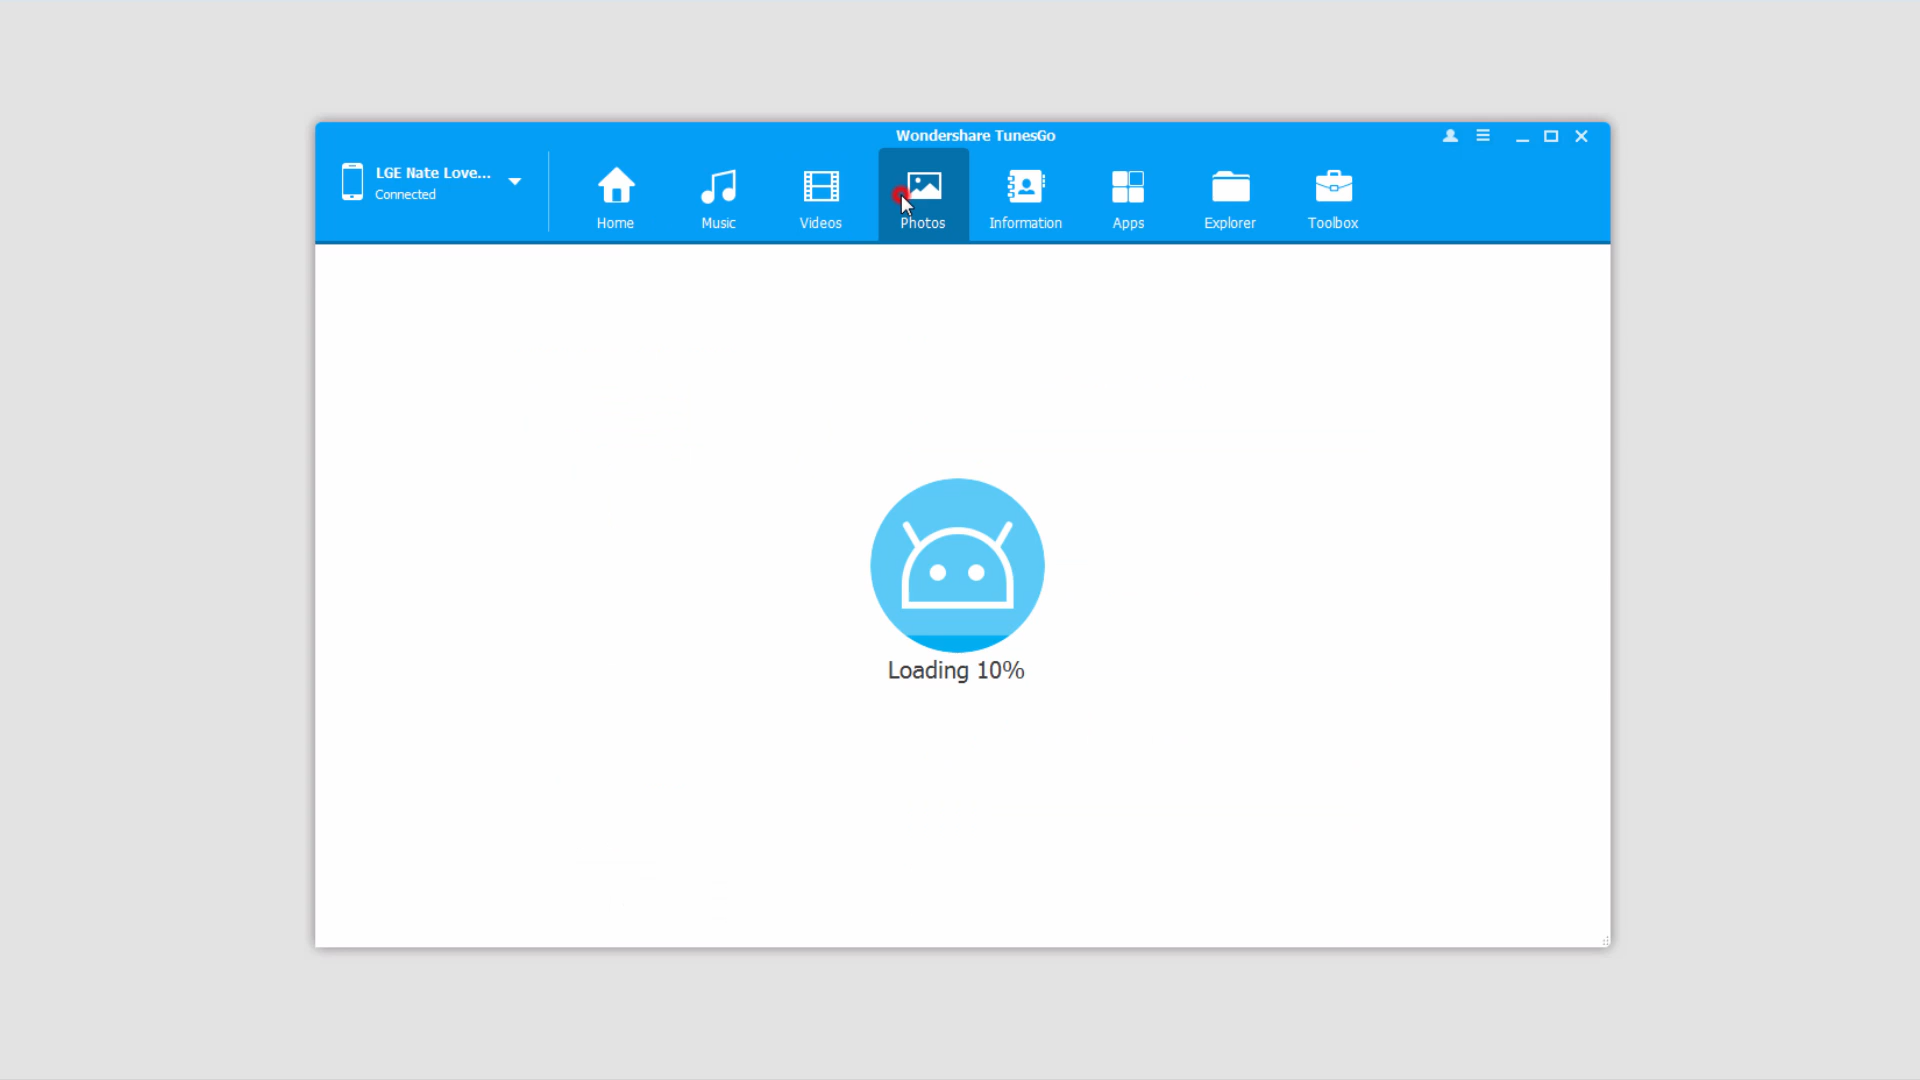 Wondershare TunesGo
LGE Nate Love...
Connected
Home
Music
Videos
Photos
Information
Apps
Explorer
Toolbox
Loading 10%